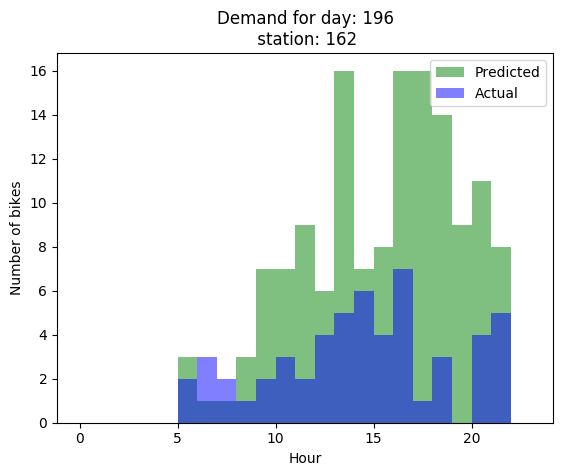 Demand for day: 196
station: 162
Predicted
Actual
Number of bikes
16
14
12
10
8
6
4
2
0
0 5 10 15 20
Hour